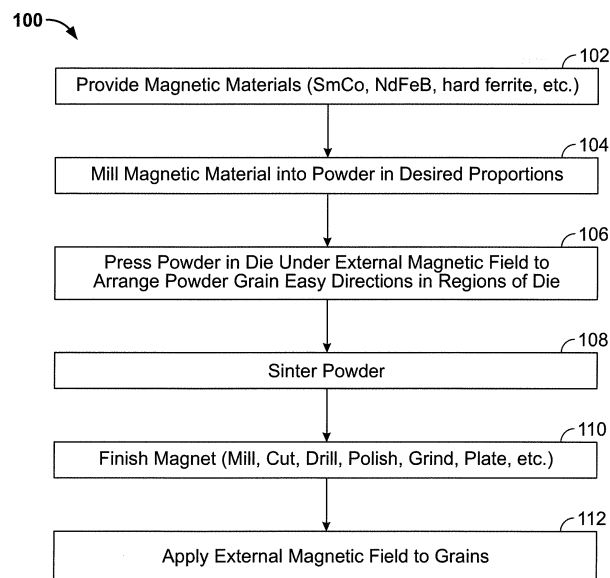 100
102
Provide Magnetic Materials (SmCo, NdFeB, hard ferrite, etc.)
104
Mill Magnetic Material into Powder in Desired Proportions
106
Press Powder in Die Under External Magnetic Field to
Arrange Powder Grain Easy Directions in Regions of Die
108
Sinter Powder
110
Finish Magnet (Mill, Cut, Drill, Polish, Grind, Plate, etc.)
112
Apply External Magnetic Field to Grains